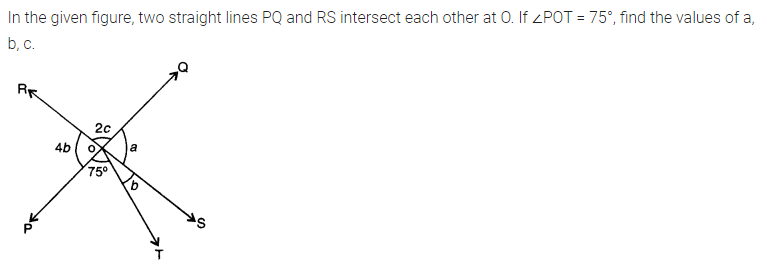 In the given figure, two straight lines PQ and RS intersect each other at O. If ∠POT = 75°, find the values of a,
b, c.
Q
R
2c
4b O a
75°
b
P S
T